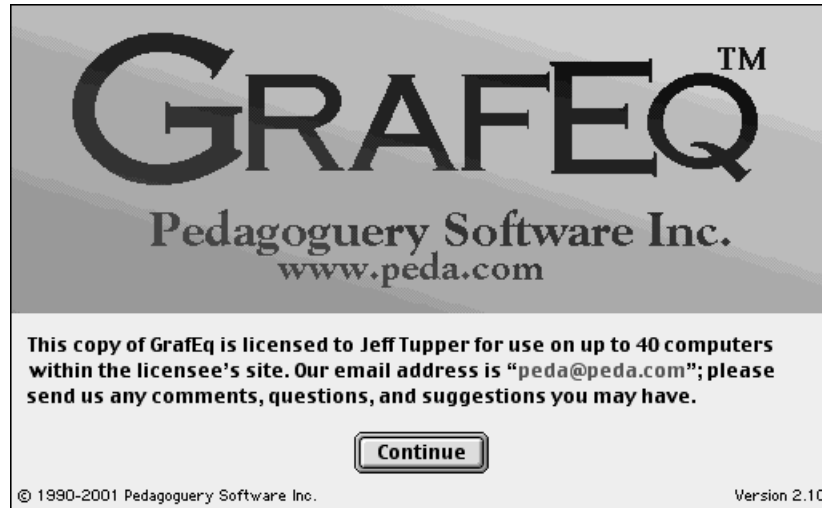 GRAFEQ™
Pedagoguery Software Inc.
www.peda.com
This copy of GrafEq is licensed to Jeff Tupper for use on up to 40 computers
within the licensee's site. Our email address is “peda@peda.com”; please
send us any comments, questions, and suggestions you may have.
Continue
© 1990-2001 Pedagoguery Software Inc.
Version 2.10